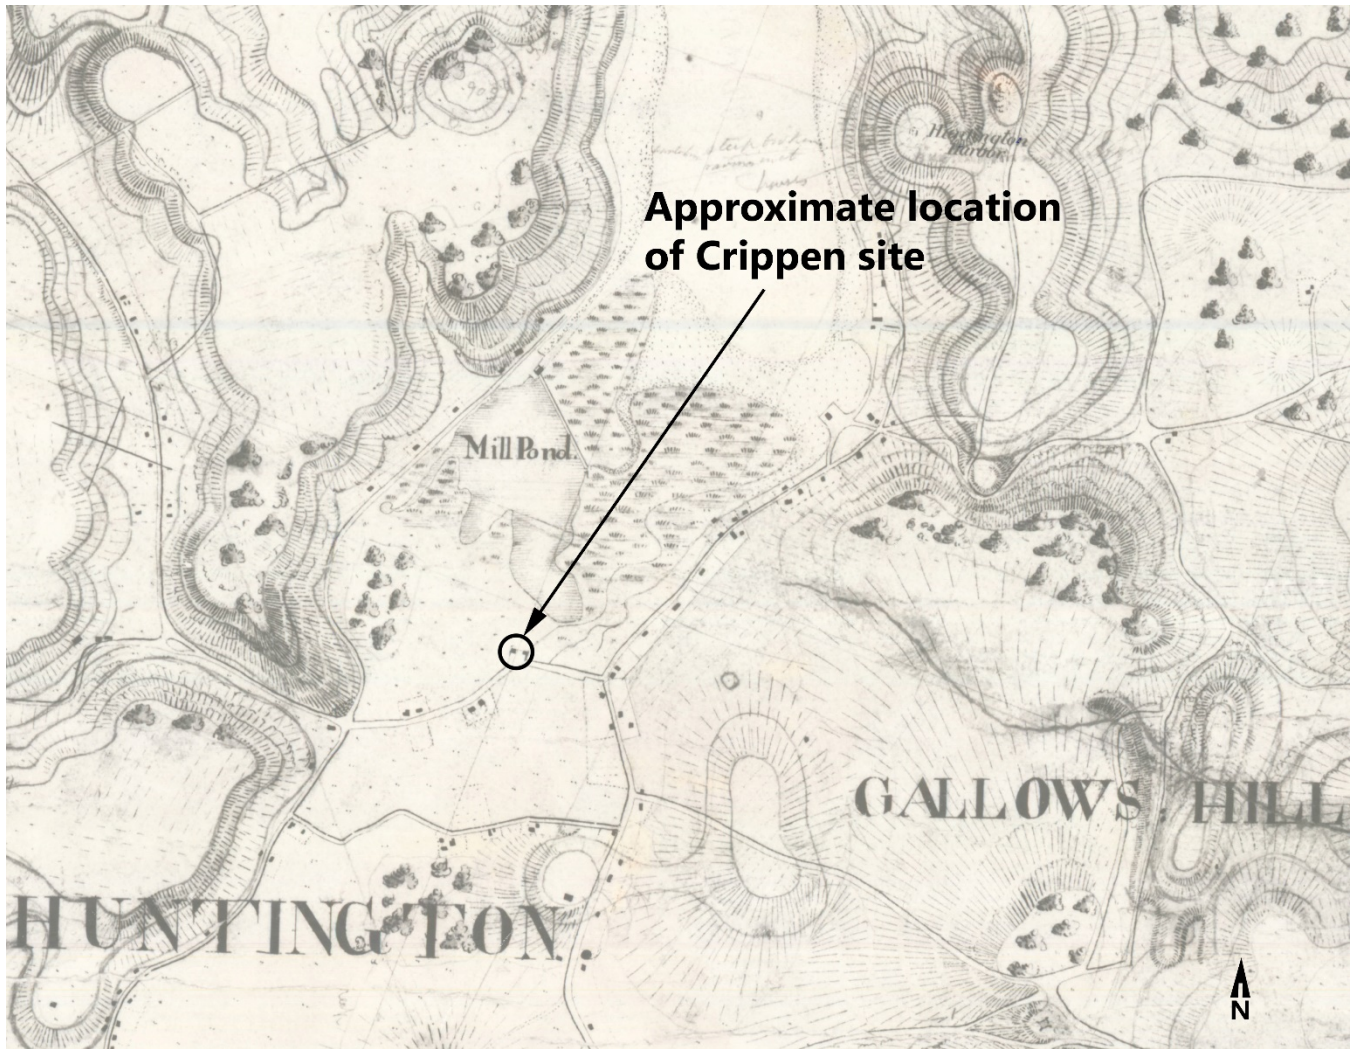 Huntington
Harbor
Approximate location
of Crippen site
Mill Pond.
GALLOWS HILL
HUNTINGTON.
N